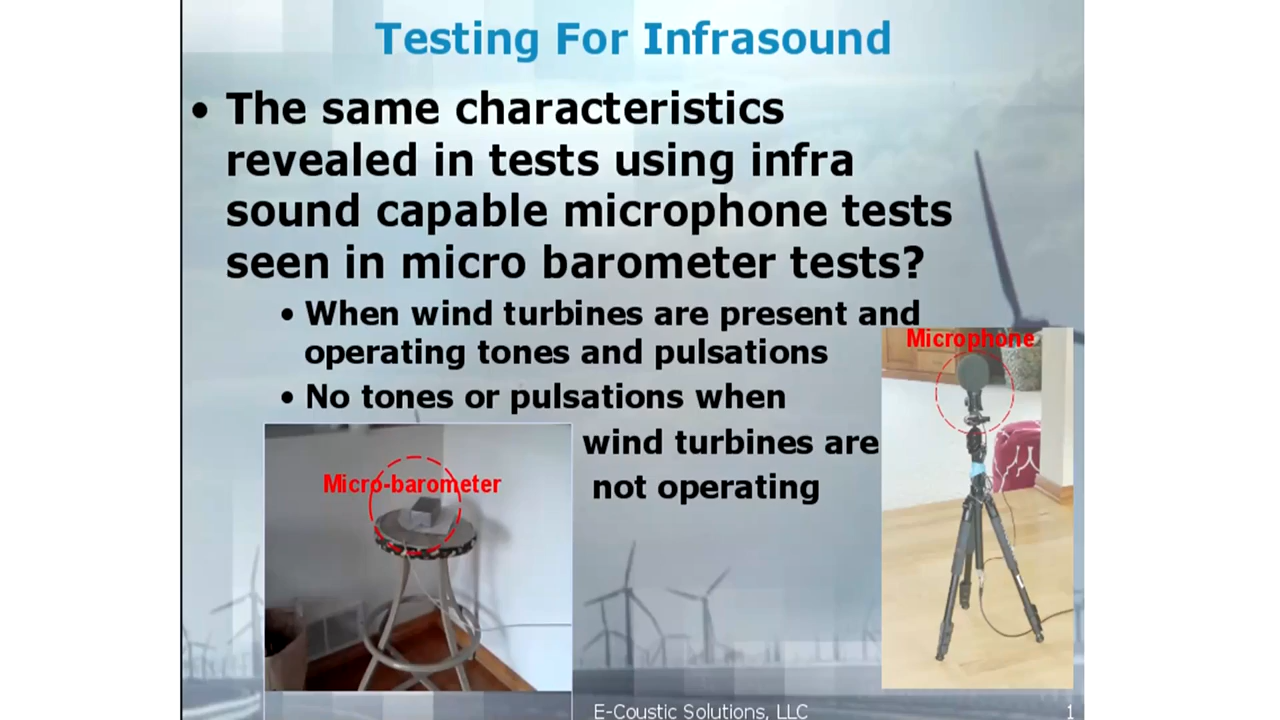 Testing For Infrasound
• The same characteristics
revealed in tests using infra
sound capable microphone tests
seen in micro barometer tests?
• When wind turbines are present and
operating tones and pulsations
• No tones or pulsations when
wind turbines are
not operating
Microphone
Micro-barometer
E-Coustic Solutions, LLC
1